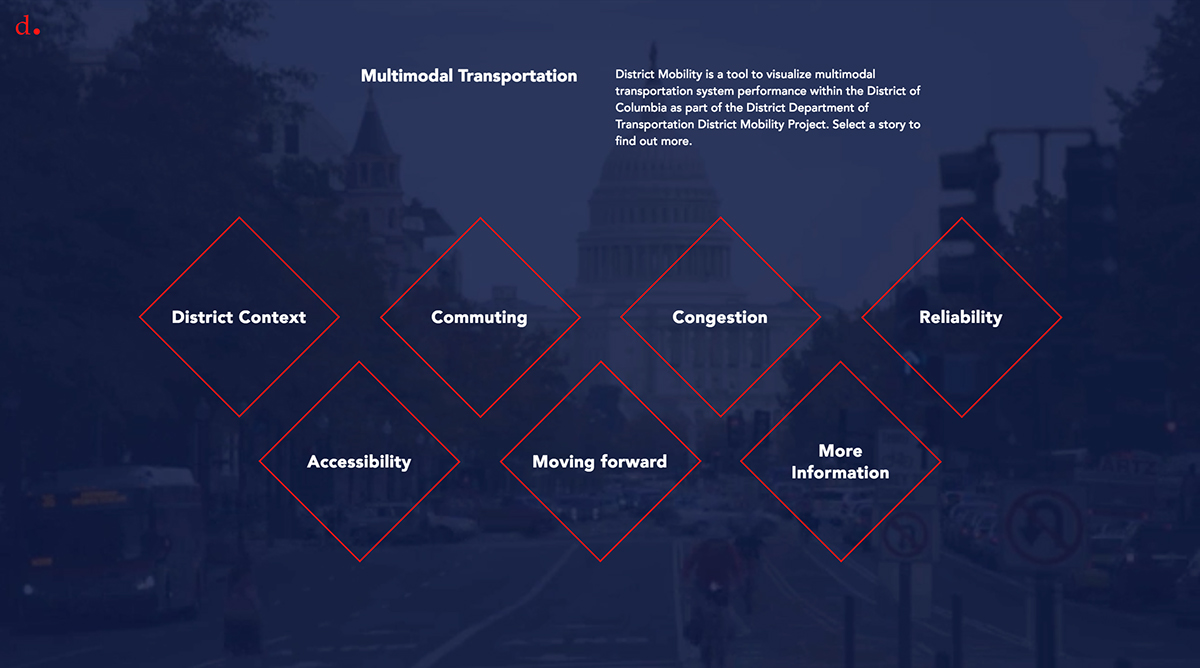 d.
Multimodal Transportation
District Mobility is a tool to visualize multimodal
transportation system performance within the District of
Columbia as part of the District Department of
Transportation District Mobility Project. Select a story to
find out more.
District Context
Commuting
Congestion
Reliability
Accessibility
Moving forward
More
Information